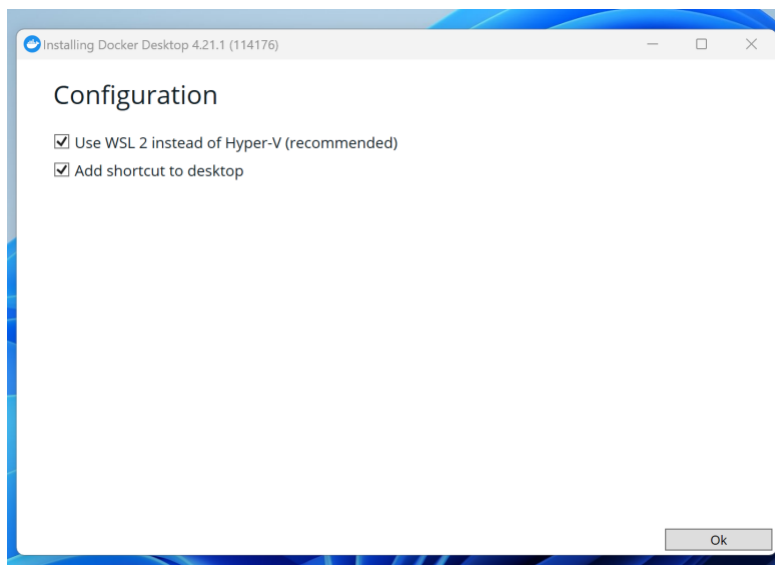 Installing Docker Desktop 4.21.1 (114176)
Configuration
Use WSL 2 instead of Hyper-V (recommended)
Add shortcut to desktop
Ok